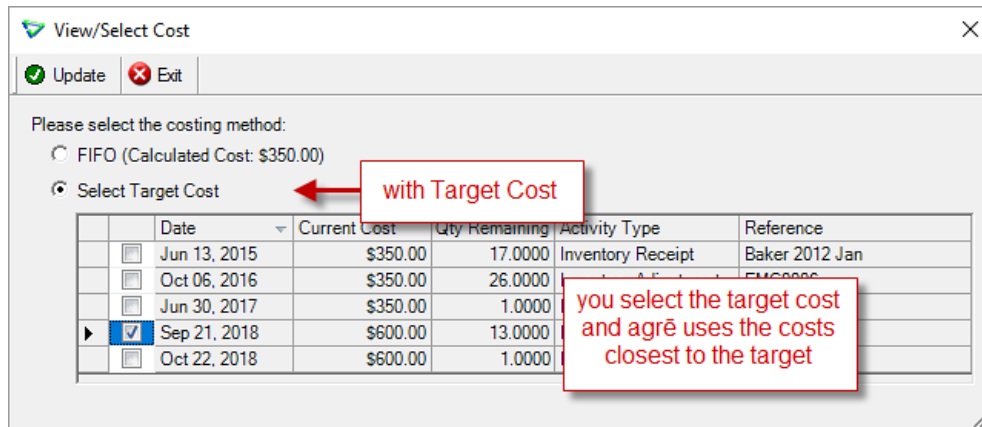 View/Select Cost
Update Exit
Please select the costing method:
FIFO (Calculated Cost: $350.00)
Select Target Cost
with Target Cost
Date Current Cost Qty Remaining Activity Type Reference
Jun 13, 2015 $350.00 17.0000 Inventory Receipt Baker 2012 Jan
Oct 06, 2016 $350.00 26.0000
Jun 30, 2017 $350.00 1.0000
Sep 21, 2018 $600.00 13.0000
Oct 22, 2018 $600.00 1.0000
you select the target cost
and agrē uses the costs
closest to the target